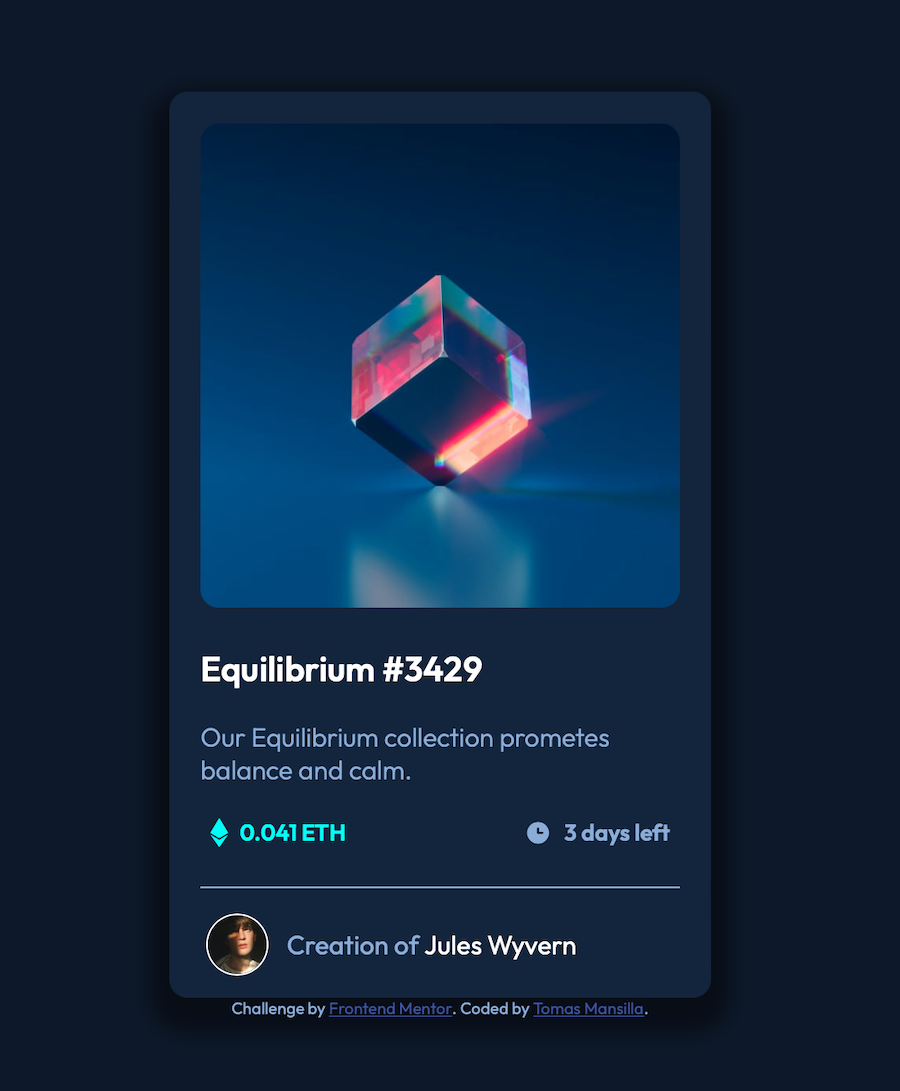 Equilibrium #3429
Our Equilibrium collection prometes
balance and calm.
0.041 ETH
3 days left
Creation of Jules Wyvern
Challenge by Frontend Mentor. Coded by Tomas Mansilla.